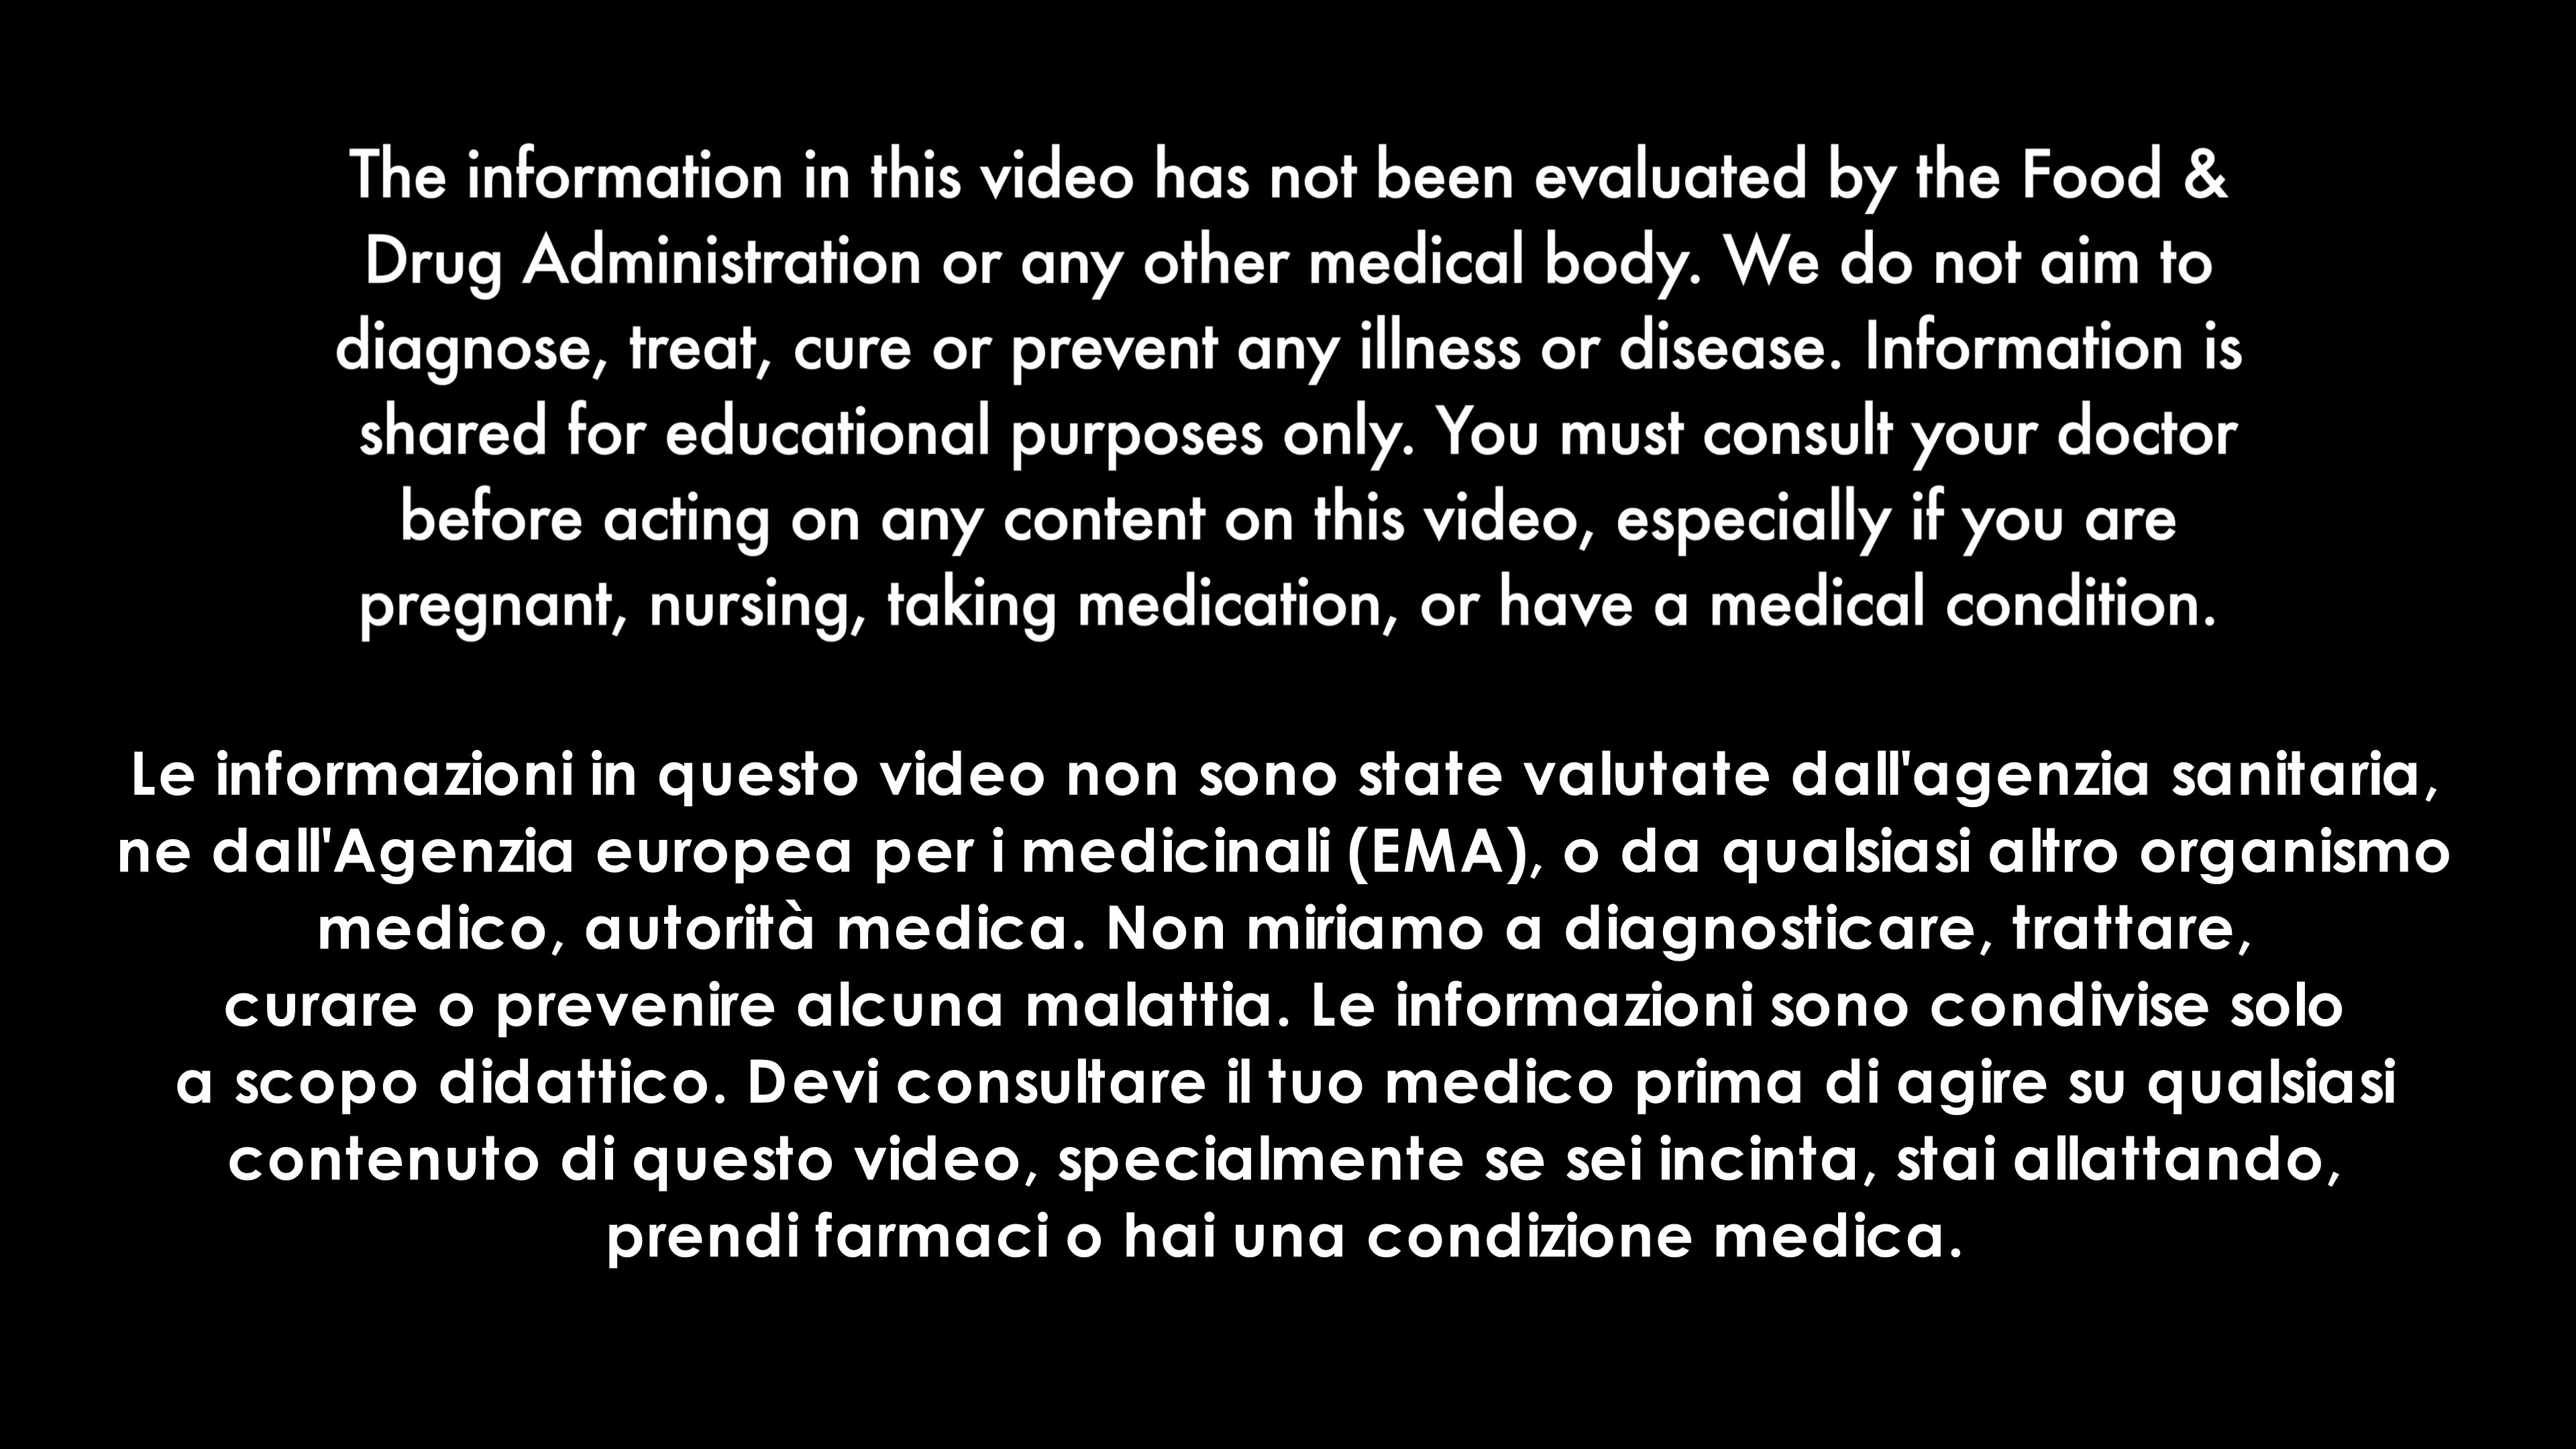 The information in this video has not been evaluated by the Food &
Drug Administration or any other medical body. We do not aim to
diagnose, treat, cure or prevent any illness or disease. Information is
shared for educational purposes only. You must consult your doctor
before acting on any content on this video, especially if you are
pregnant, nursing, taking medication, or have a medical condition.
Le informazioni in questo video non sono state valutate dall'agenzia sanitaria,
ne dall'Agenzia europea per i medicinali (EMA), o da qualsiasi altro organismo
medico, autorità medica. Non miriamo a diagnosticare, trattare,
curare o prevenire alcuna malattia. Le informazioni sono condivise solo
a scopo didattico. Devi consultare il tuo medico prima di agire su qualsiasi
contenuto di questo video, specialmente se sei incinta, stai allattando,
prendi farmaci o hai una condizione medica.